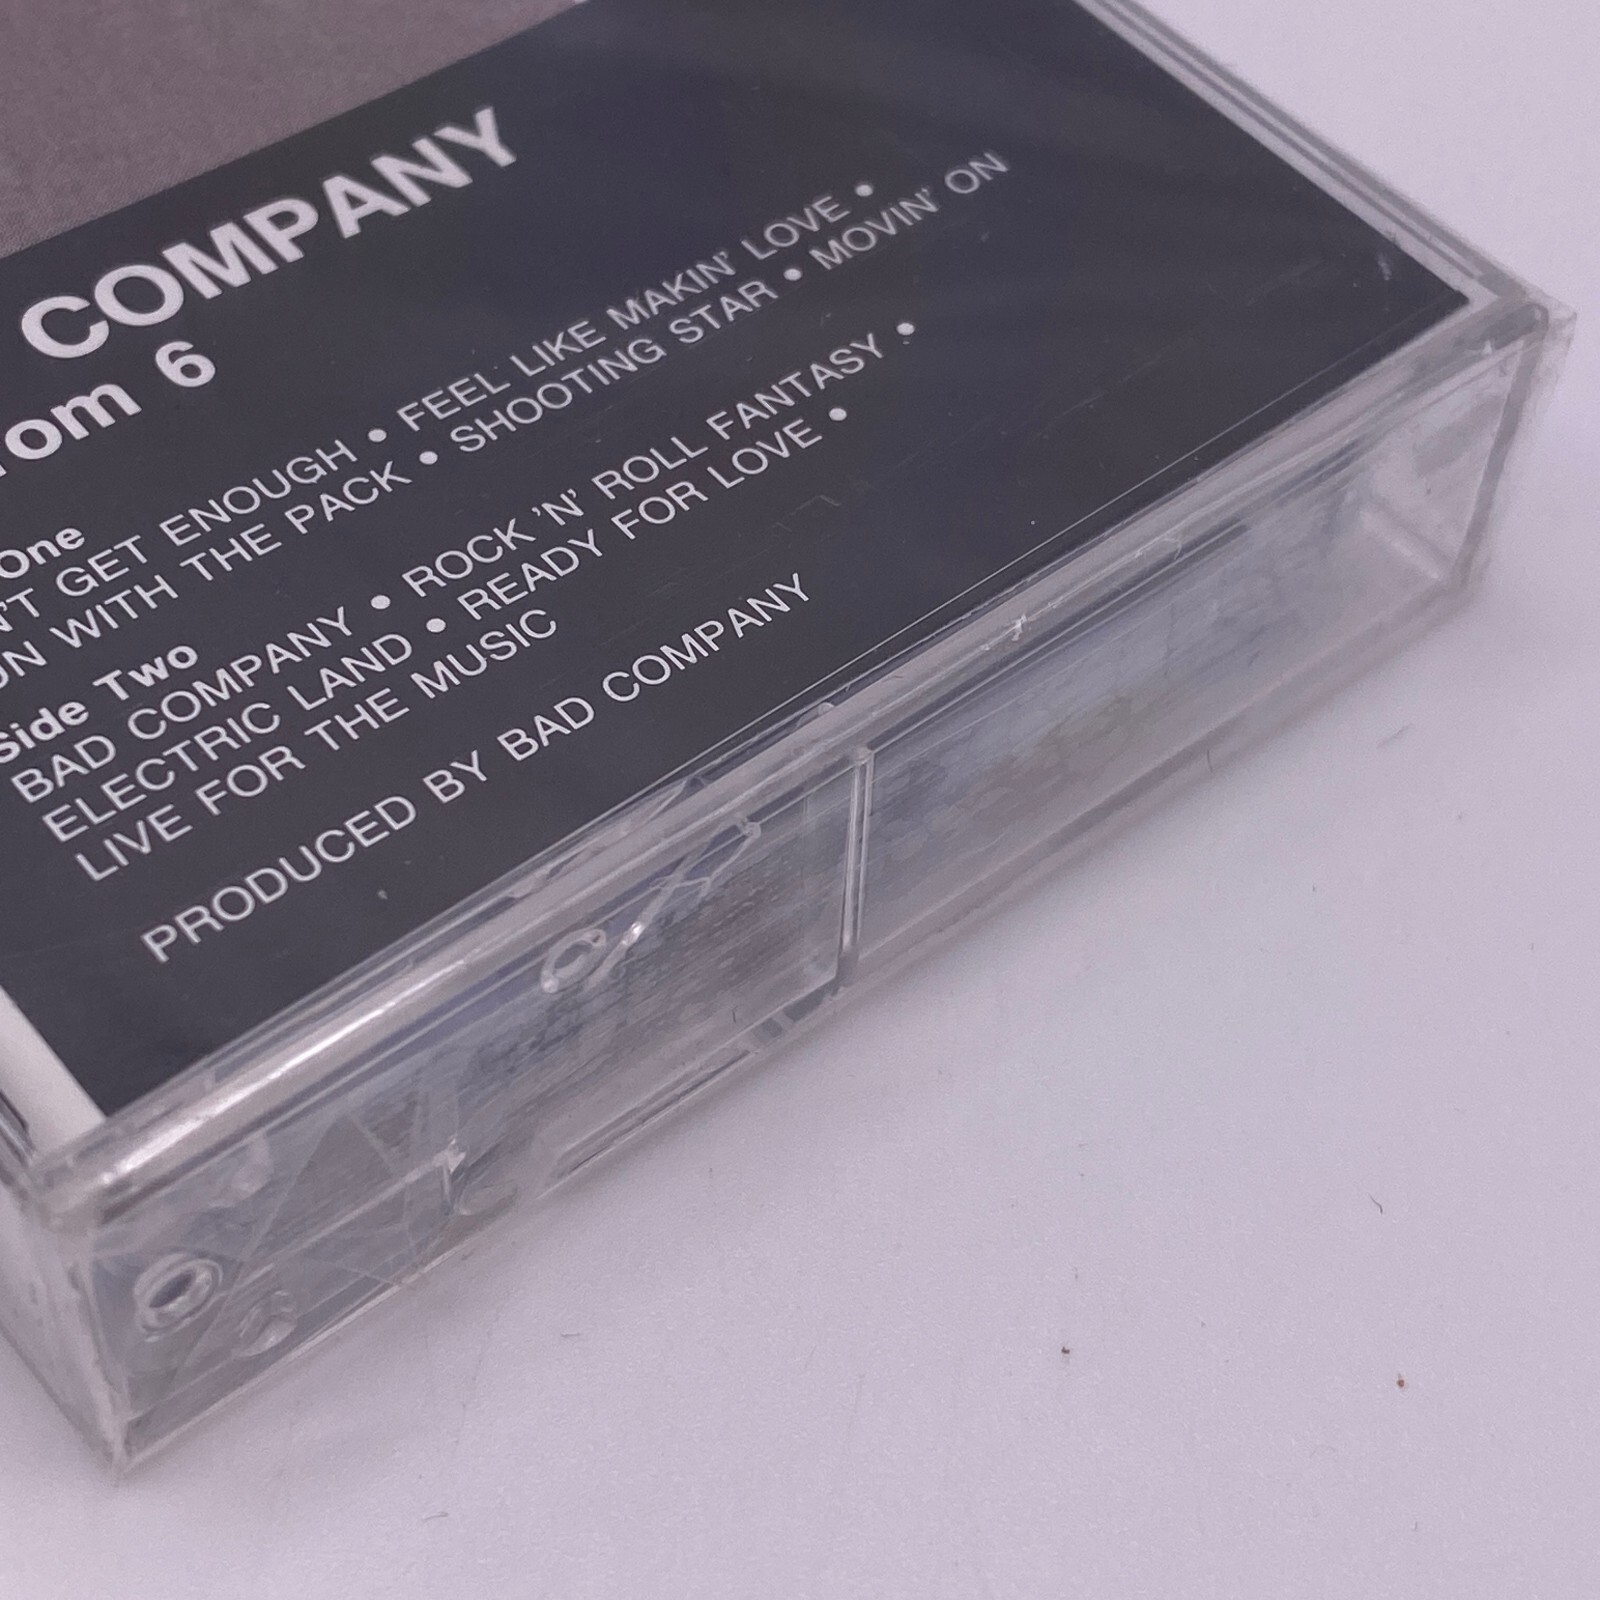 COMPANY
om 6
One
'T GET ENOUGH • FEEL LIKE MAKIN' LOVE •
UN WITH THE PACK • SHOOTING STAR • MOVIN' ON
Side Two
BAD COMPANY • ROCK 'N' ROLL FANTASY •
ELECTRIC LAND • READY FOR LOVE •
LIVE FOR THE MUSIC
PRODUCED BY BAD COMPANY